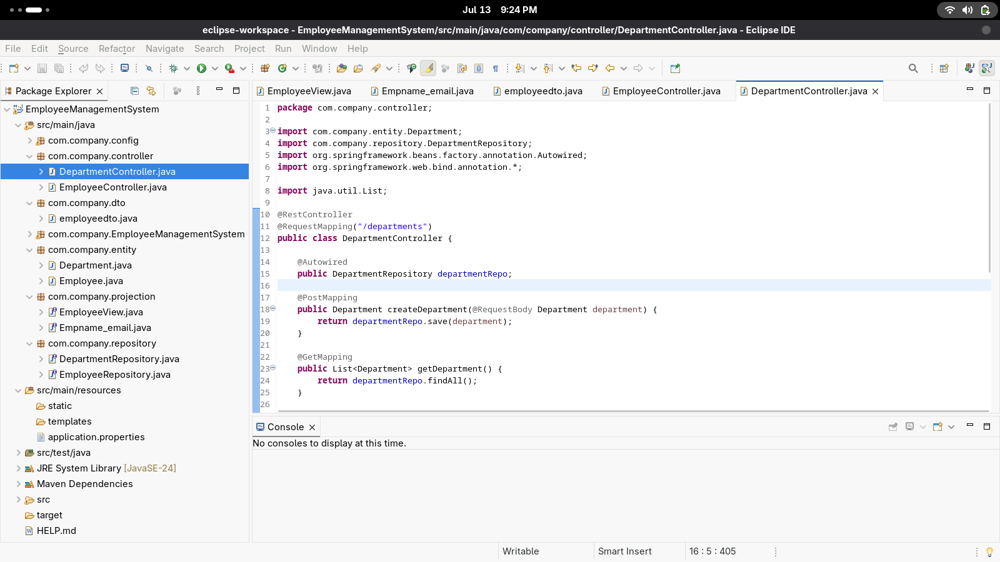 Jul 13 9:24 PM
eclipse-workspace - EmployeeManagementSystem/src/main/java/com/company/controller/DepartmentController.java - Eclipse IDE
File Edit Source Refactor Navigate Search Project Run Window Help
Package Explorer
EmployeeManagementSystem
src/main/java
com.company.config
com.company.controller
DepartmentController.java
EmployeeController.java
com.company.dto
employeedto.java
com.company.EmployeeManagementSystem
com.company.entity
Department.java
Employee.java
com.company.projection
EmployeeView.java
Empname_email.java
com.company.repository
DepartmentRepository.java
EmployeeRepository.java
src/main/resources
static
templates
application.properties
src/test/java
JRE System Library [JavaSE-24]
Maven Dependencies
src
target
HELP.md
EmployeeView.java Empname_email.java employeedto.java EmployeeController.java DepartmentController.java
1 package com.company.controller;
2
3 import com.company.entity.Department;
4 import com.company.repository.DepartmentRepository;
5 import org.springframework.beans.factory.annotation.Autowired;
6 import org.springframework.web.bind.annotation.*;
7
8 import java.util.List;
9
10 @RestController
11 @RequestMapping("/departments")
12 public class DepartmentController {
13
14     @Autowired
15     public DepartmentRepository departmentRepo;
16
17     @PostMapping
18     public Department createDepartment(@RequestBody Department department) {
19         return departmentRepo.save(department);
20     }
21
22     @GetMapping
23     public List<Department> getDepartment() {
24         return departmentRepo.findAll();
25     }
26
Console
No consoles to display at this time.
Writable Smart Insert 16 : 5 : 405